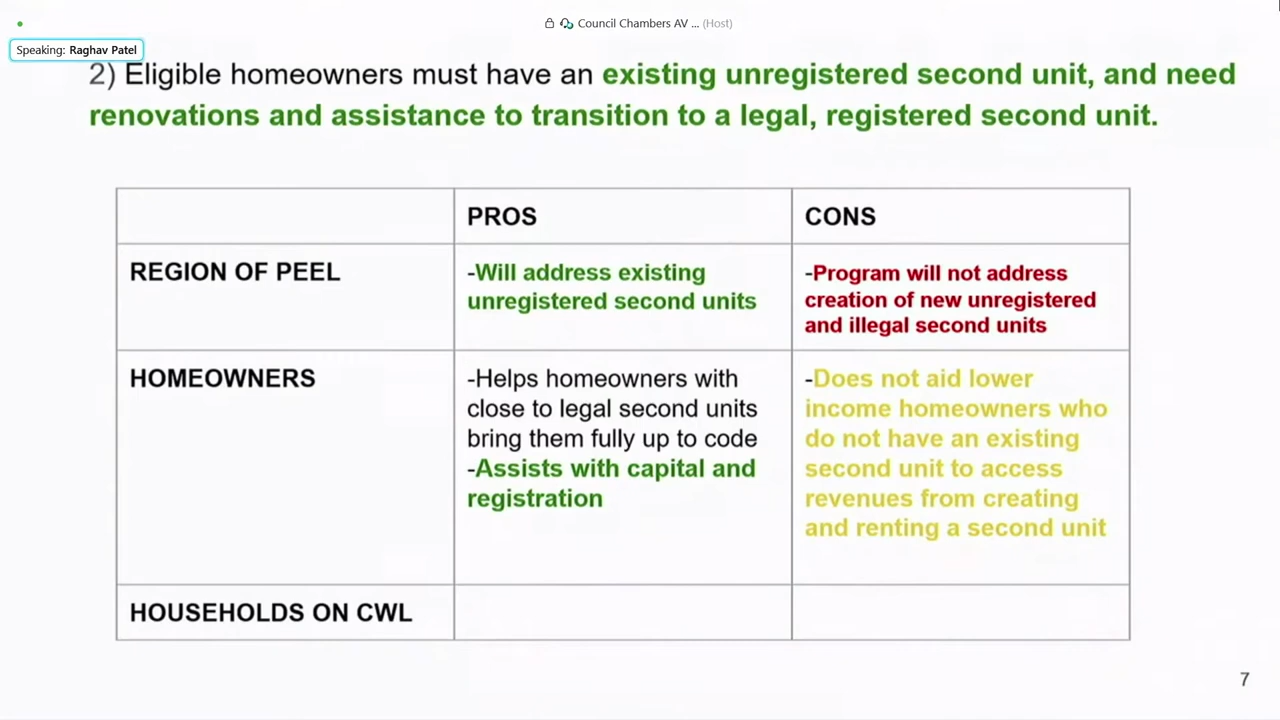 Council Chambers AV ... (Host)
Speaking: Raghav Patel
2) Eligible homeowners must have an existing unregistered second unit, and need
renovations and assistance to transition to a legal, registered second unit.
PROS
CONS
REGION OF PEEL
-Will address existing
unregistered second units
-Program will not address
creation of new unregistered
and illegal second units
HOMEOWNERS
-Helps homeowners with
close to legal second units
bring them fully up to code
-Assists with capital and
registration
-Does not aid lower
income homeowners who
do not have an existing
second unit to access
revenues from creating
and renting a second unit
HOUSEHOLDS ON CWL
7